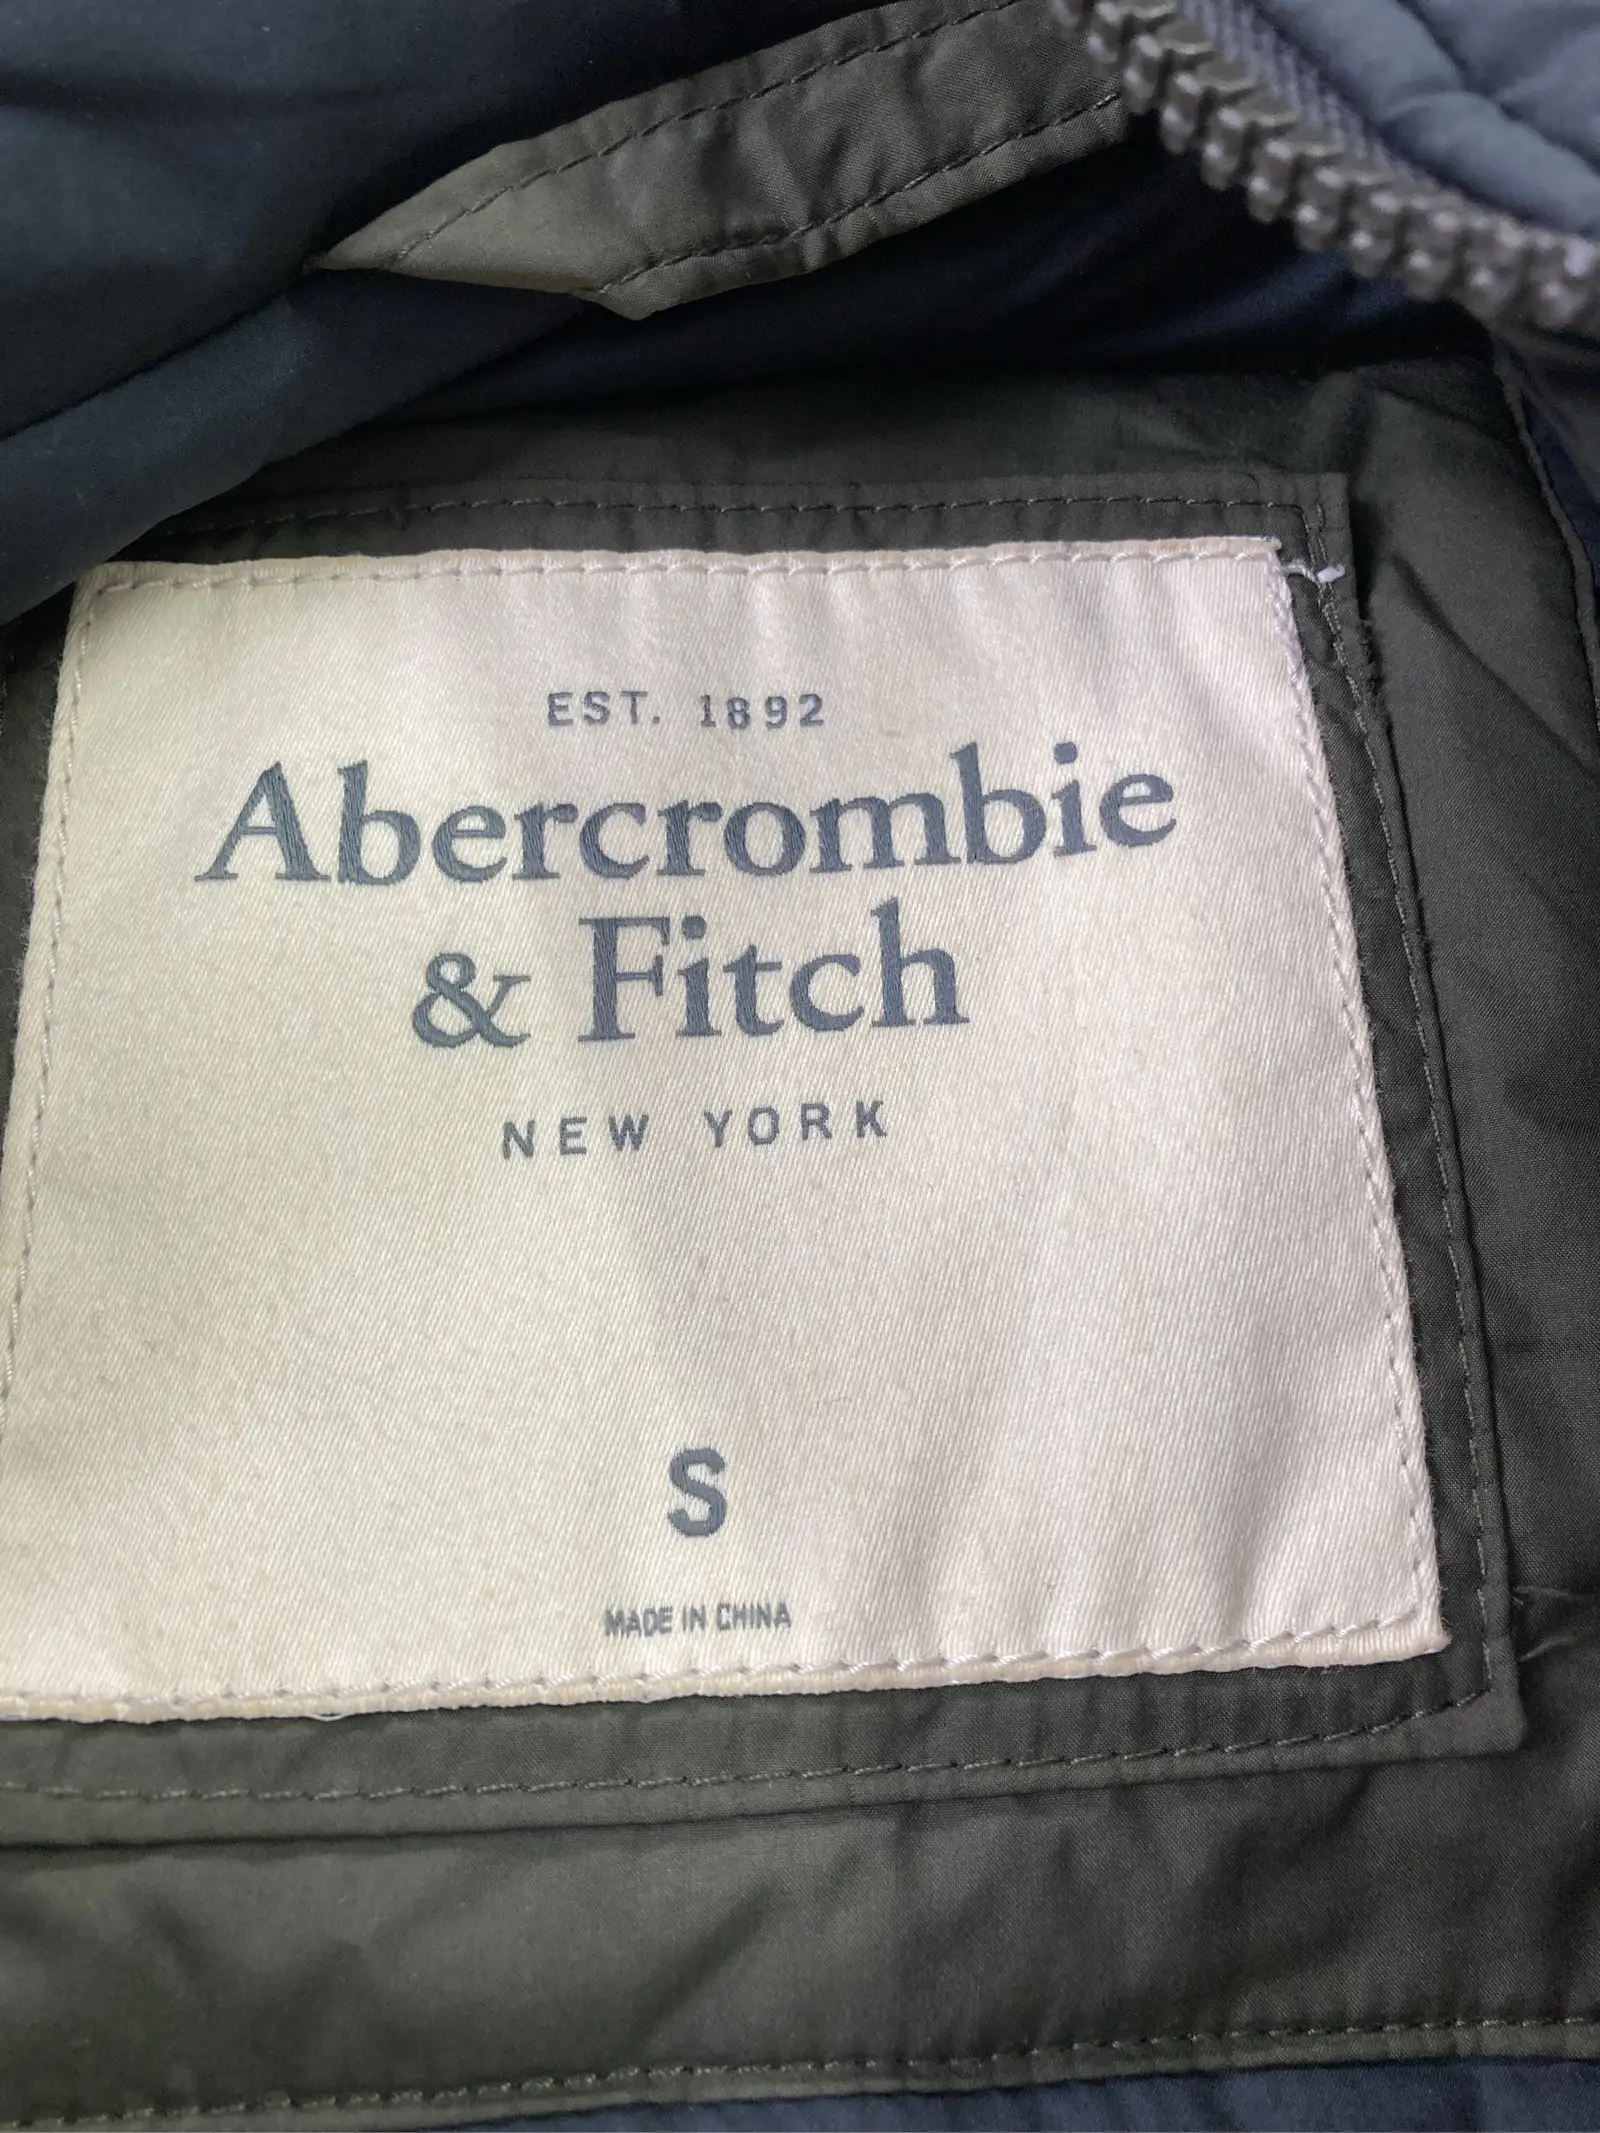 EST. 1892
Abercrombie
& Fitch
NEW YORK
S
MADE IN CHINA